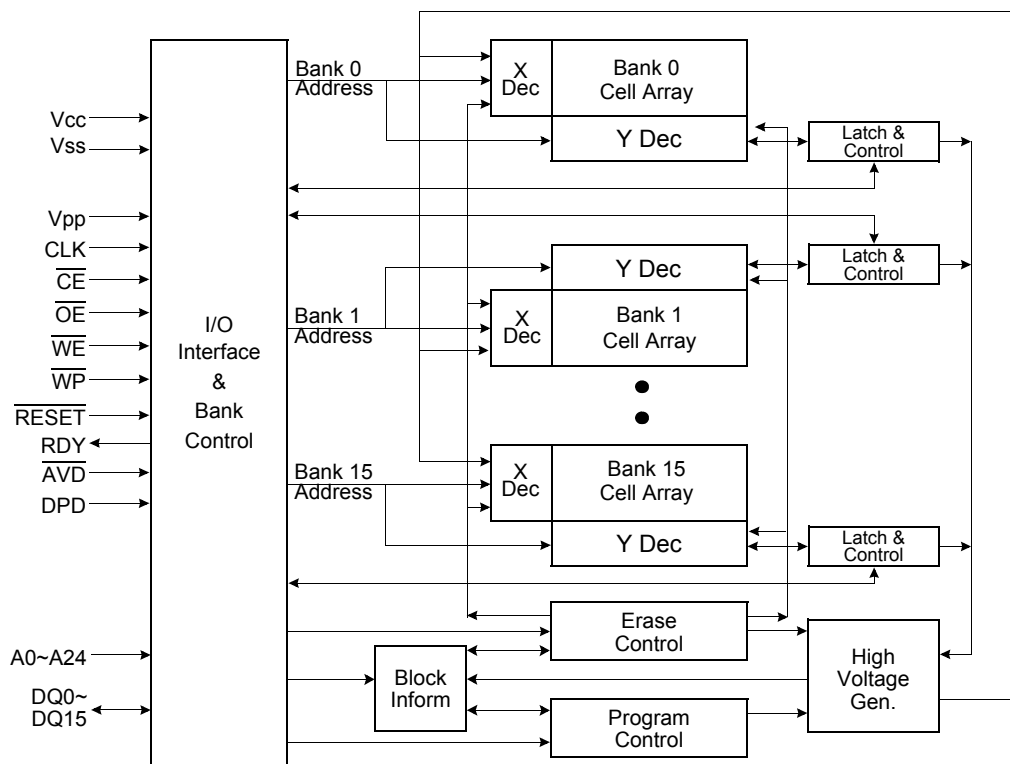 Vcc
Vss
Vpp
CLK
CE
OE
WE
WP
RESET
RDY
AVD
DPD
A0~A24
DQ0~
DQ15
I/O
Interface
&
Bank
Control
Bank 0
Address
X
Dec
Bank 0
Cell Array
Y Dec
Latch &
Control
Bank 1
Address
Y Dec
X
Dec
Bank 1
Cell Array
Latch &
Control
Bank 15
Address
X
Dec
Bank 15
Cell Array
Y Dec
Latch &
Control
Erase
Control
Block
Inform
Program
Control
High
Voltage
Gen.